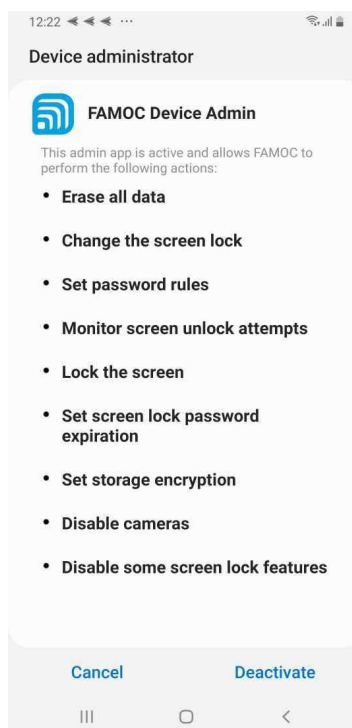 12:22
Device administrator
FAMOC Device Admin
This admin app is active and allows FAMOC to
perform the following actions:
• Erase all data
• Change the screen lock
• Set password rules
• Monitor screen unlock attempts
• Lock the screen
• Set screen lock password
expiration
• Set storage encryption
• Disable cameras
• Disable some screen lock features
Cancel Deactivate